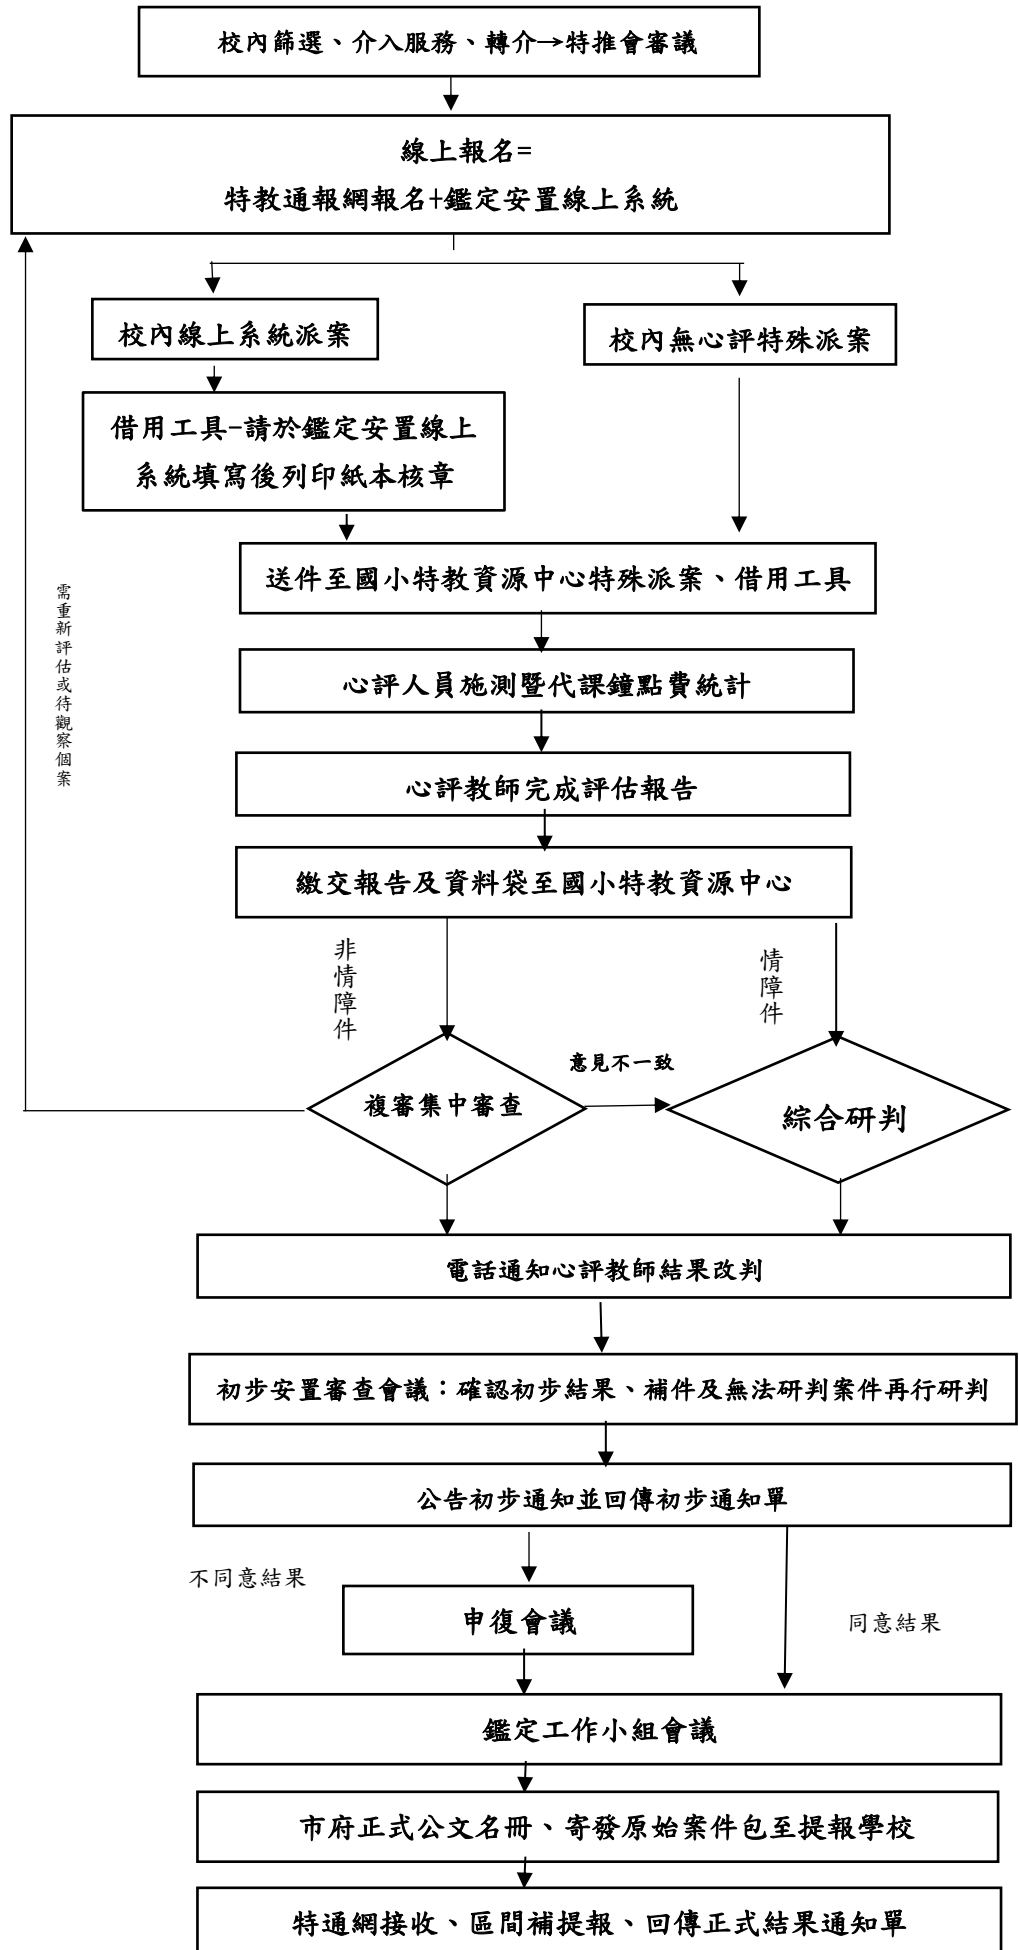 校內篩選、介入服務、轉介→特推會審議
線上報名=
特教通報網報名+鑑定安置線上系統
校內線上系統派案
校內無心評特殊派案
借用工具-請於鑑定安置線上
系統填寫後列印紙本核章
送件至國小特教資源中心特殊派案、借用工具
需重新評估或待觀察個案
心評人員施測暨代課鐘點費統計
心評教師完成評估報告
繳交報告及資料袋至國小特教資源中心
非情障件
情障件
意見不一致
複審集中審查
綜合研判
電話通知心評教師結果改判
初步安置審查會議：確認初步結果、補件及無法研判案件再行研判
公告初步通知並回傳初步通知單
不同意結果
申復會議
同意結果
鑑定工作小組會議
市府正式公文名冊、寄發原始案件包至提報學校
特通網接收、區間補提報、回傳正式結果通知單